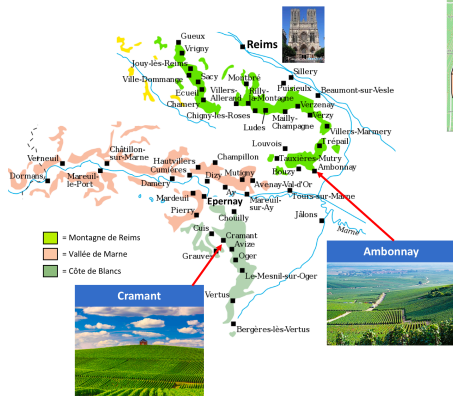 Gueux
Vrigny
Reims
Jouy-lès-Reims
Ville-Dommange
Sacy
Ecueil
Chamery
Villers-
Allerand
Montbré
Rilly-
la-Montagne
Chigny-les-Roses
Ludes
Sillery
Puisieulx
Beaumont-sur-Vesle
Verzenay
Verzy
Mailly-
Champagne
Villers-Marmery
Trépail
Louvois
Tauxières-Mutry
Bouzy
Ambonnay
Verneuil
Châtillon-
sur-Marne
Dormans
Mareuil-
le-Port
Hautvillers
Champillon
Cumières
Damery
Dizy
Mutigny
Avenay-Val-d'Or
Ay
Mareuil-
sur-Ay
Tours-sur-Marne
Mardeuil
Epernay
Pierry
Chouilly
Jâlons
Marne
Cuis
Cramant
Avize
Grauves
Oger
Le-Mesnil-sur-Oger
Vertus
Bergères-lès-Vertus
= Montagne de Reims
= Vallée de Marne
= Côte de Blancs
Cramant
Ambonnay